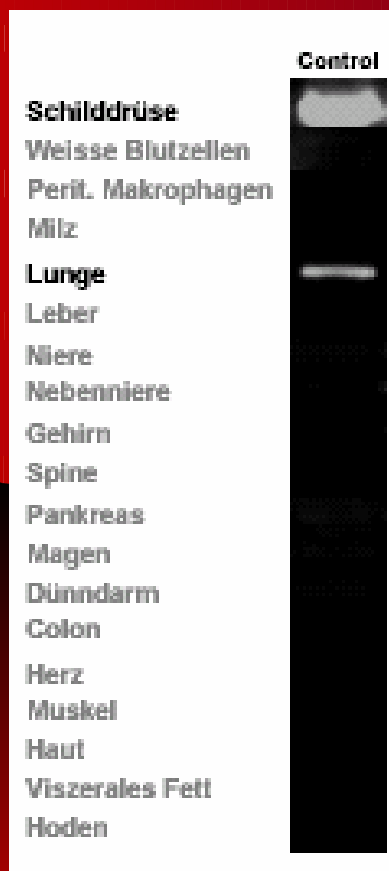 Control
Schilddrüse
Weisse Blutzellen
Perit. Makrophagen
Milz
Lunge
Leber
Niere
Nebenniere
Gehirn
Spine
Pankreas
Magen
Dünndarm
Colon
Herz
Muskel
Haut
Viszerales Fett
Hoden